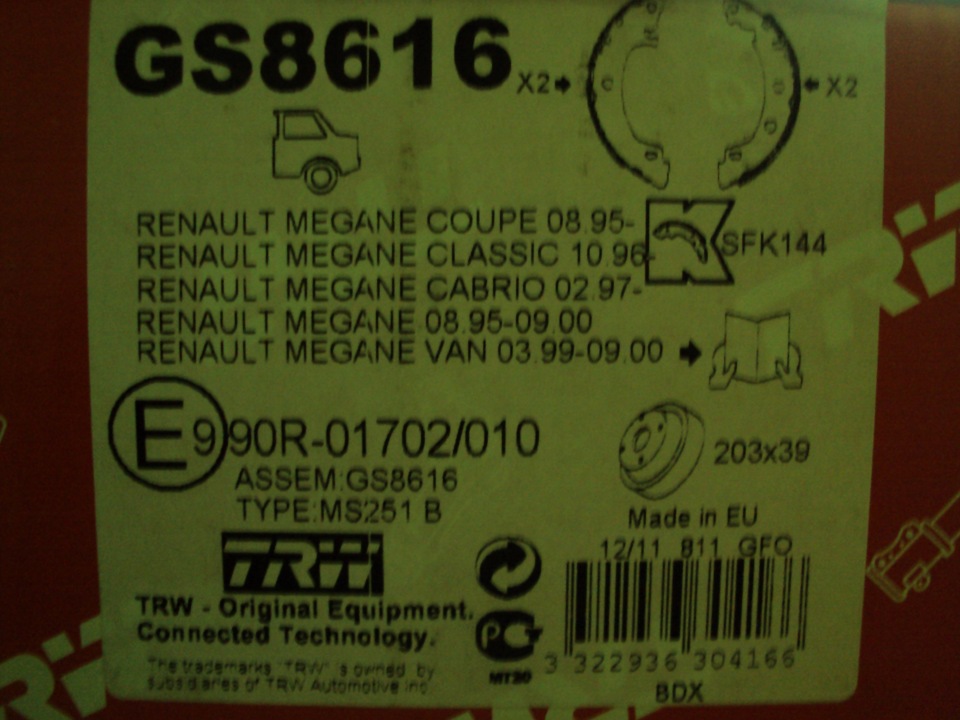 GS8616
X2
X2
RENAULT MEGANE COUPE 08.95-
RENAULT MEGANE CLASSIC 10.96-
SFK144
RENAULT MEGANE CABRIO 02.97-
RENAULT MEGANE 08.95-09.00
RENAULT MEGANE VAN 03.99-09.00
E9 90R-01702/010
203x39
ASSEM:GS8616
TYPE:MS251 B
Made in EU
12/11 811 GFO
TRW
TRW - Original Equipment.
Connected Technology.
The trademarks "TRW" is owned by
subsidiaries of TRW Automotive inc
MT20
3 322936 304166
BDX
TRW
TRW